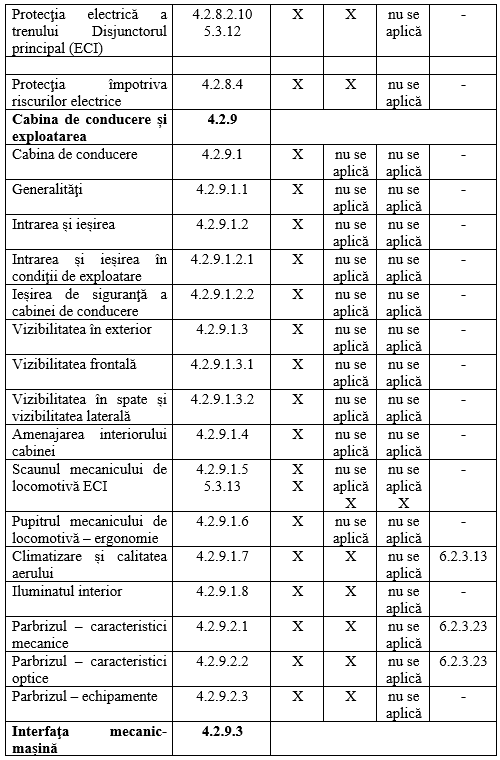 Protecţia electrică a 4.2.8.2.10 X X nu se -
trenului Disjunctorul 5.3.12 aplică
principal (ECI)
Protecţia împotriva 4.2.8.4 X X nu se -
riscurilor electrice aplică
Cabina de conducere și 4.2.9
exploatarea
Cabina de conducere 4.2.9.1 X nu se nu se -
aplică aplică
Generalităţi 4.2.9.1.1 X nu se nu se -
aplică aplică
Intrarea și ieșirea 4.2.9.1.2 X nu se nu se -
aplică aplică
Intrarea și ieșirea în 4.2.9.1.2.1 X nu se nu se -
condiţii de exploatare aplică aplică
Ieșirea de siguranţă a 4.2.9.1.2.2 X nu se nu se -
cabinei de conducere aplică aplică
Vizibilitatea în exterior 4.2.9.1.3 X nu se nu se -
aplică aplică
Vizibilitatea frontală 4.2.9.1.3.1 X nu se nu se -
aplică aplică
Vizibilitatea în spate și 4.2.9.1.3.2 X nu se nu se -
vizibilitatea laterală aplică aplică
Amenajarea interiorului 4.2.9.1.4 X nu se nu se -
cabinei aplică aplică
Scaunul mecanicului de 4.2.9.1.5 X nu se nu se -
locomotivă ECI 5.3.13 X aplică aplică
X X
Pupitrul mecanicului de 4.2.9.1.6 X nu se nu se -
locomotivă – ergonomie aplică aplică
Climatizare și calitatea 4.2.9.1.7 X X nu se 6.2.3.13
aerului aplică
Iluminatul interior 4.2.9.1.8 X X nu se -
aplică
Parbrizul – caracteristici 4.2.9.2.1 X X nu se 6.2.3.23
mecanice aplică
Parbrizul – caracteristici 4.2.9.2.2 X X nu se 6.2.3.23
optice aplică
Parbrizul – echipamente 4.2.9.2.3 X X nu se -
aplică
Interfaţa mecanic- 4.2.9.3
mașină